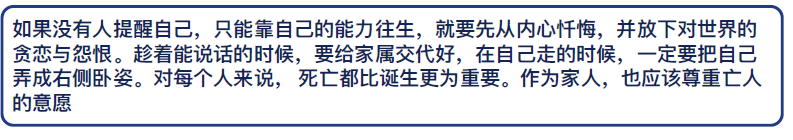 如果没有人提醒自己，只能靠自己的能力往生，就要先从内心忏悔，并放下对世界的
贪恋与怨恨。趁着能说话的时候，要给家属交代好，在自己走的时候，一定要把自己
弄成右侧卧姿。对每个人来说， 死亡都比诞生更为重要。作为家人，也应该尊重亡人
的意愿